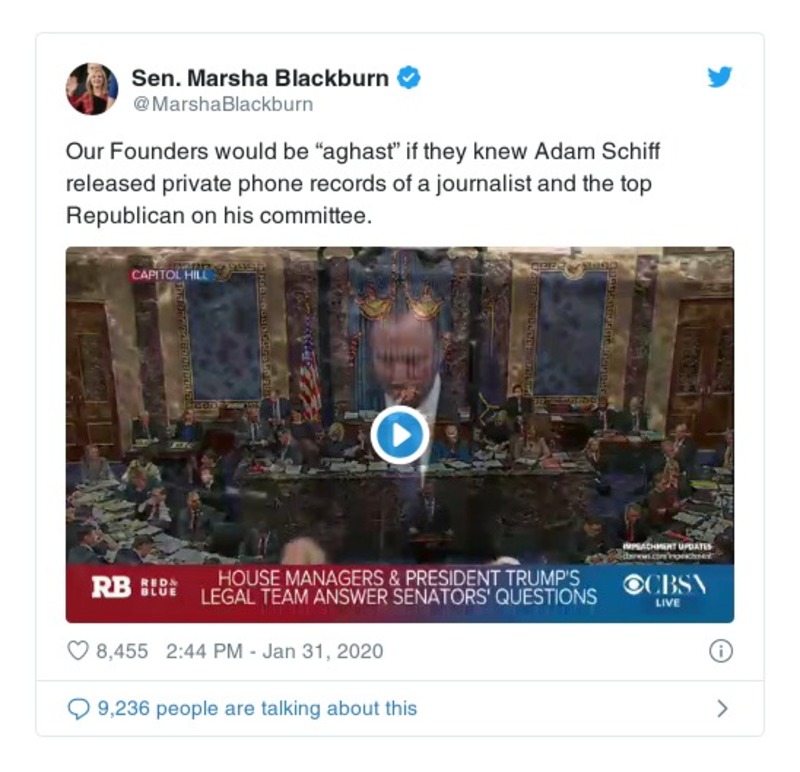 Sen. Marsha Blackburn
@MarshaBlackburn
Our Founders would be “aghast” if they knew Adam Schiff
released private phone records of a journalist and the top
Republican on his committee.
CAPITOL HILL
IMPEACHMENT UPDATES
cbsnews.com/impeachment
RB RED& BLUE
HOUSE MANAGERS & PRESIDENT TRUMP'S
LEGAL TEAM ANSWER SENATORS' QUESTIONS
CBSN
LIVE
8,455 2:44 PM - Jan 31, 2020
9,236 people are talking about this